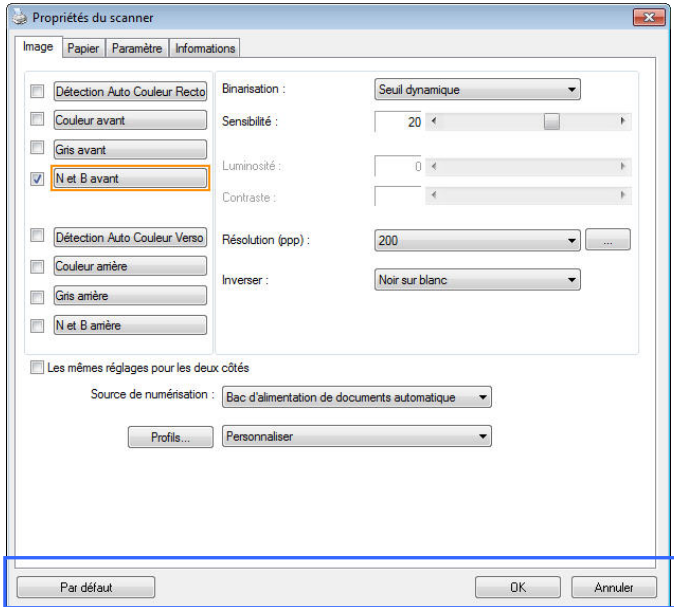 Propriétés du scanner
Image Papier Paramètre Informations
Détection Auto Couleur Recto
Couleur avant
Gris avant
N et B avant
Détection Auto Couleur Verso
Couleur arrière
Gris arrière
N et B arrière
Binarisation : Seuil dynamique
Sensibilité : 20
Luminosité : 0
Contraste :
Résolution (ppp) : 200 ...
Inverser : Noir sur blanc
Les mêmes réglages pour les deux côtés
Source de numérisation : Bac d'alimentation de documents automatique
Profils... Personnaliser
Par défaut OK Annuler